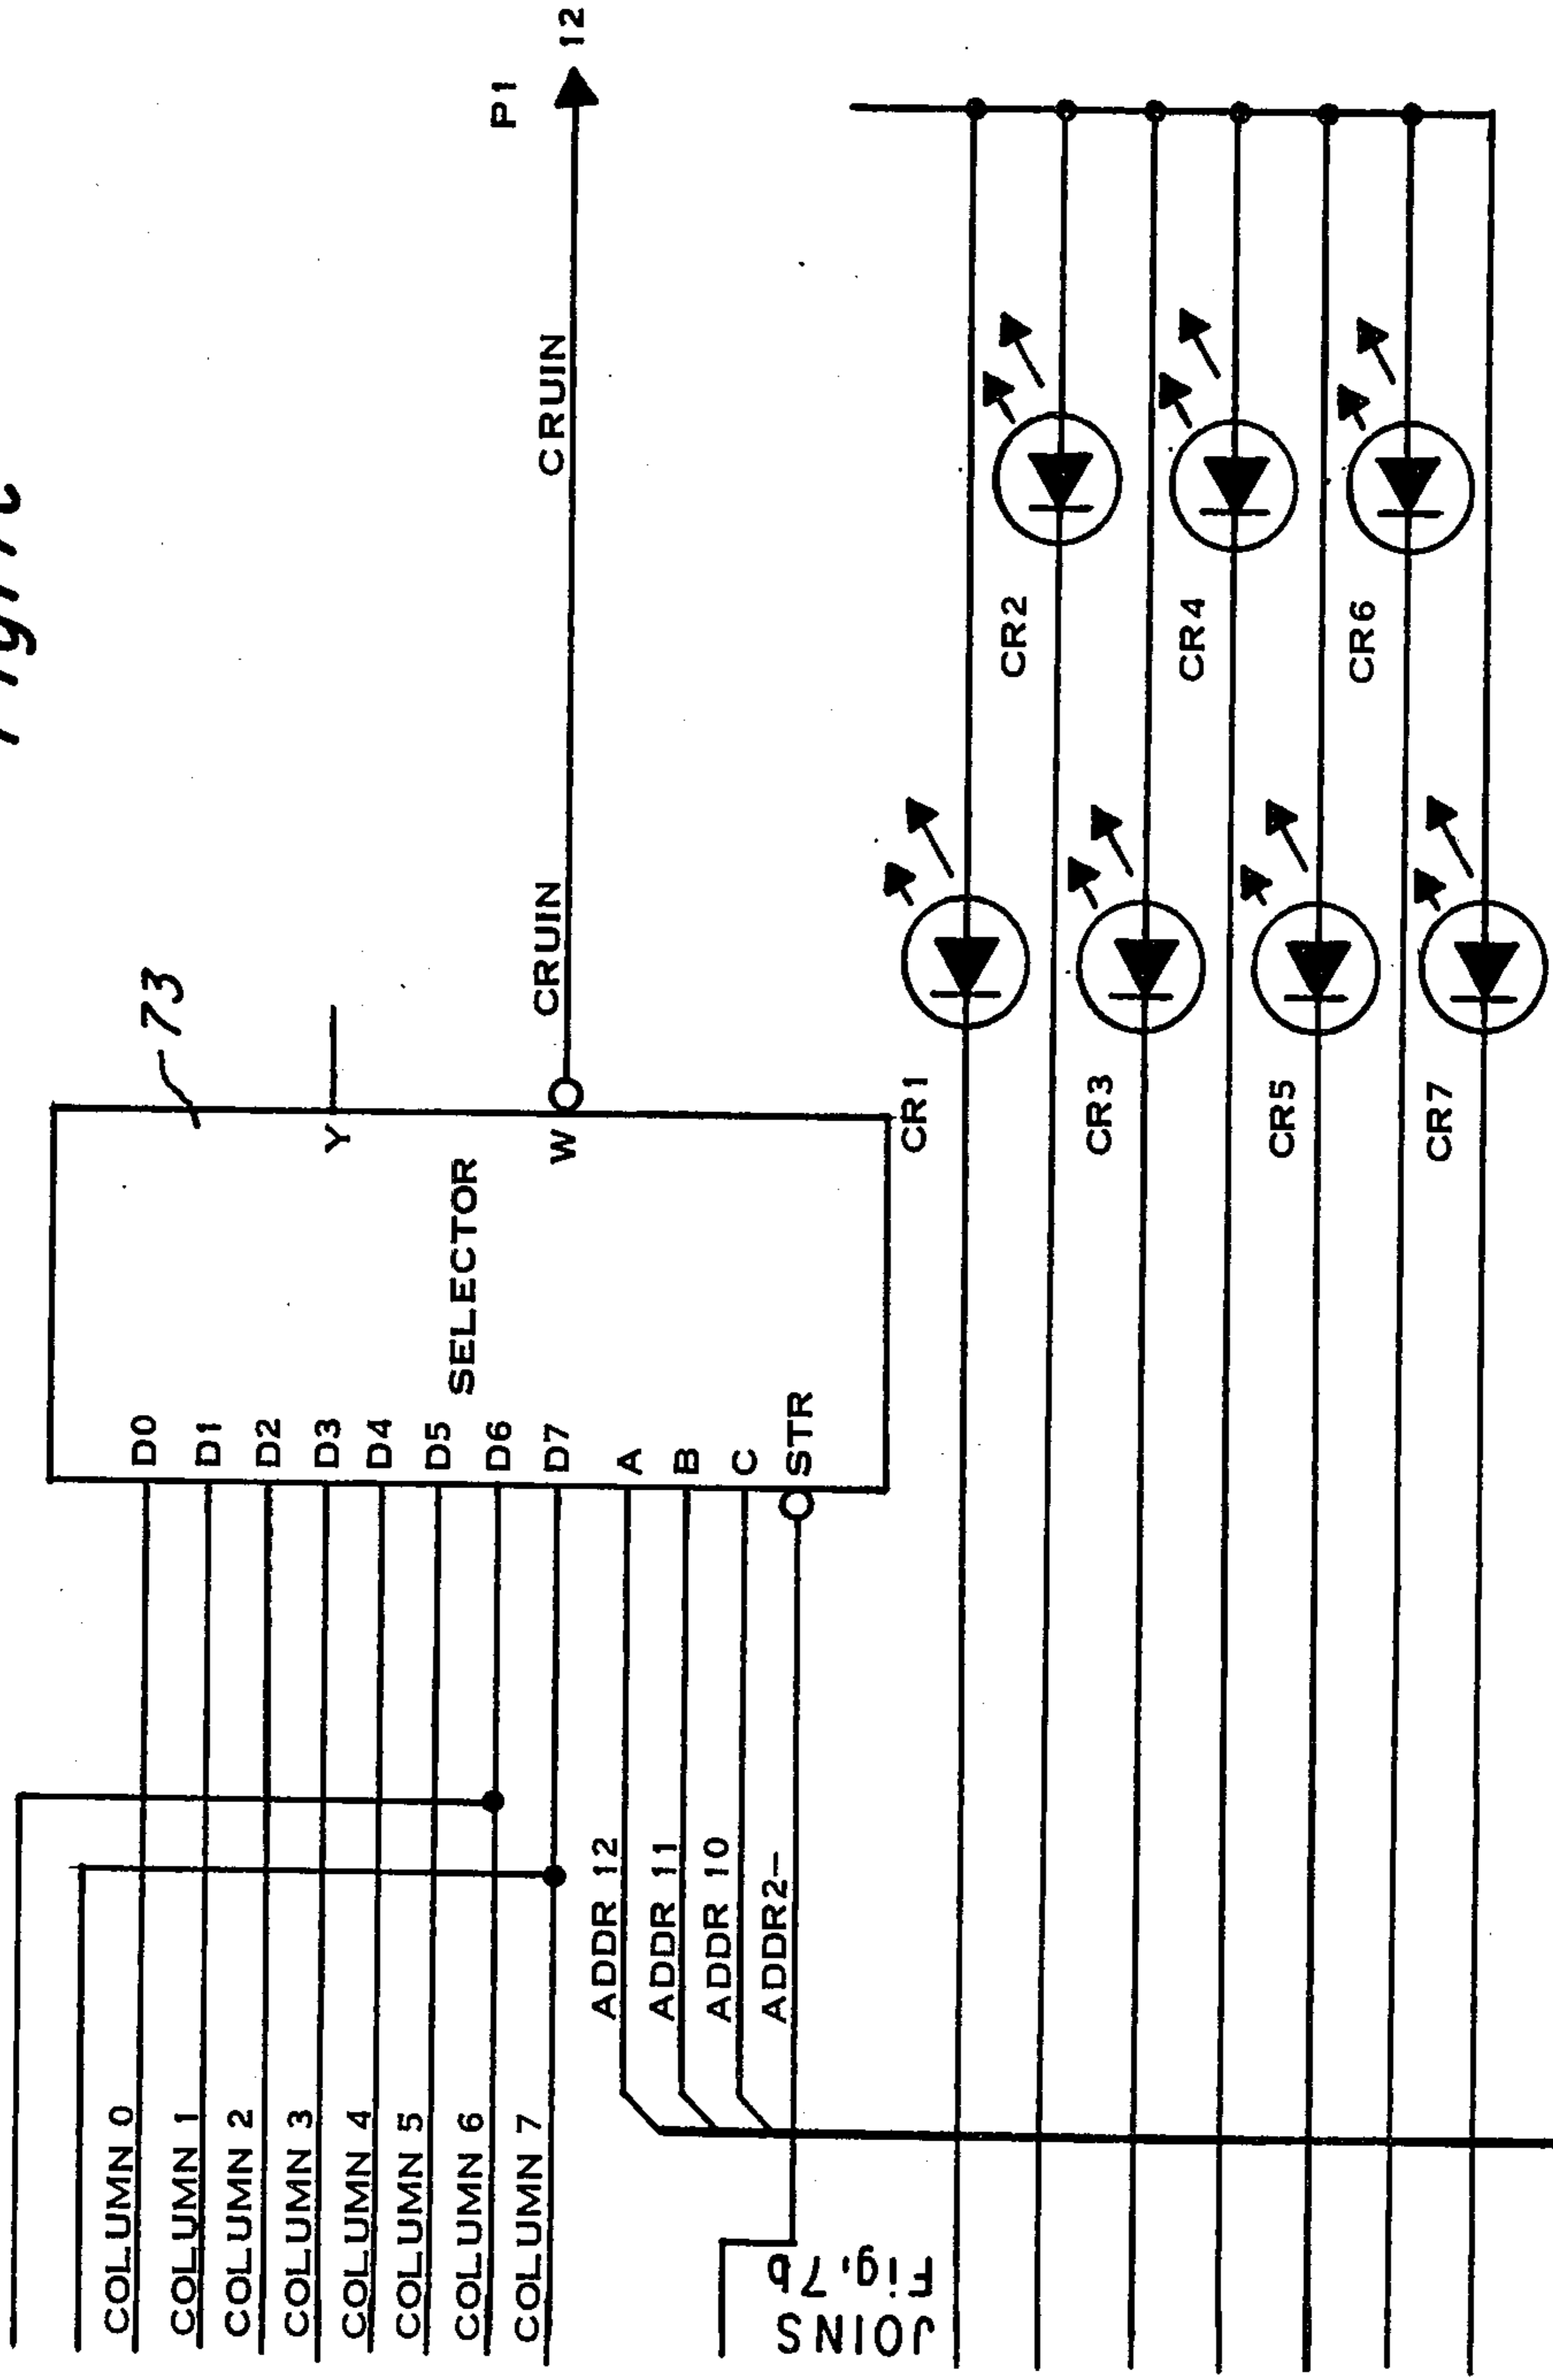 73
COLUMN 0
COLUMN 1
COLUMN 2
COLUMN 3
COLUMN 4
COLUMN 5
COLUMN 6
COLUMN 7
ADDR 12
ADDR 11
ADDR 10
ADDR2-
D0
D1
D2
D3
D4
D5
D6
D7
A
B
C
STR
SELECTOR
Y
W
CRUIN
CRUIN
P1
12
JOINS
Fig. 7b
CR1
CR2
CR3
CR4
CR5
CR6
CR7